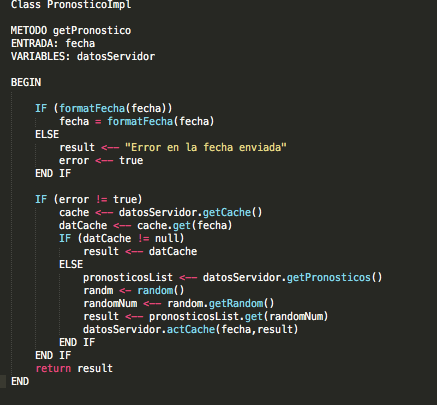 Class PronosticoImpl
METODO getPronostico
ENTRADA: fecha
VARIABLES: datosServidor
BEGIN
IF (formatFecha(fecha))
fecha = formatFecha(fecha)
ELSE
result <-- "Error en la fecha enviada"
error <-- true
END IF
IF (error != true)
cache <-- datosServidor.getCache()
datCache <-- cache.get(fecha)
IF (datCache != null)
result <-- datCache
ELSE
pronosticosList <-- datosServidor.getPronosticos()
randm <- random()
randomNum <-- random.getRandom()
result <-- pronosticosList.get(randomNum)
datosServidor.actCache(fecha,result)
END IF
END IF
return result
END